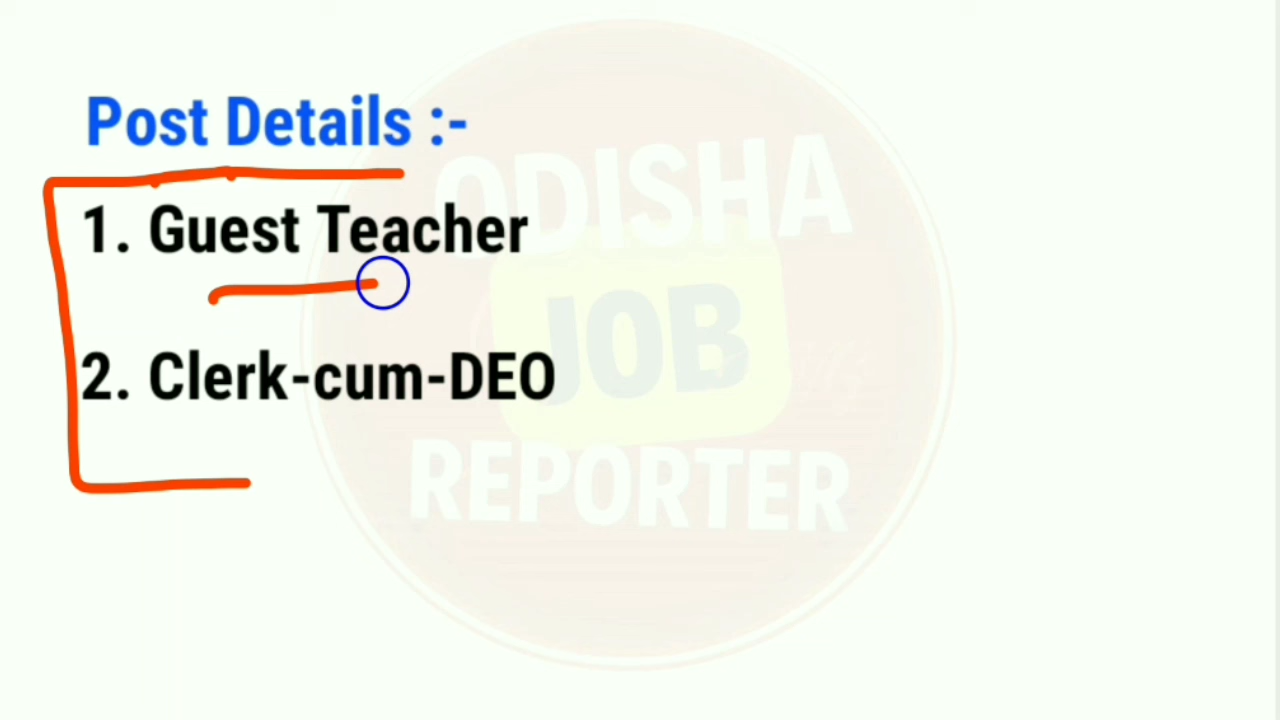 Post Details :-
1. Guest Teacher
2. Clerk-cum-DEO
ODISHA
JOB
REPORTER